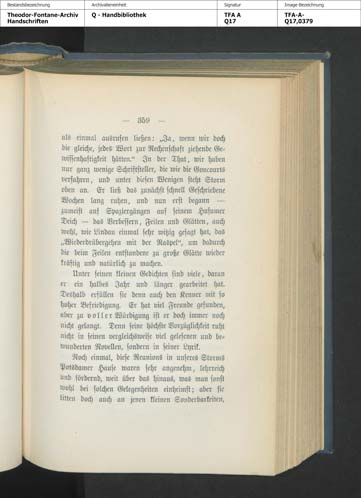 Bestandsbezeichnung
Theodor-Fontane-Archiv
Handschriften
Archivalieneinheit
Q - Handbibliothek
Signatur
TFA A
Q17
Image Bezeichnung
TFA-A-
Q17,0379
— 359 —
als einmal ausrufen ließen: „Ja, wenn wir doch
die gleiche, jedes Wort zur Rechenschaft ziehende Ge-
wissenhaftigkeit hätten.“ In der That, wir haben
nur ganz wenige Schriftsteller, die wie die Goncourts
verfahren, und unter diesen Wenigen steht Storm
oben an. Er ließ das zunächst schnell Geschriebene
Wochen lang ruhen, und nun erst begann —
zumeist auf Spaziergängen auf seinem Husumer
Deich — das Verbessern, Feilen und Glätten, auch
wohl, wie Lindau einmal sehr witzig gesagt hat, das
„Wiederdrübergehen mit der Raspel“, um dadurch
die beim Feilen entstandene zu große Glätte wieder
kräftig und natürlich zu machen.
Unter seinen kleinen Gedichten sind viele, daran
er ein halbes Jahr und länger gearbeitet hat.
Deshalb erfüllen sie denn auch den Kenner mit so
hoher Befriedigung. Er hat viel Freunde gefunden,
aber zu voller Würdigung ist er doch immer noch
nicht gelangt. Denn seine höchste Vorzüglichkeit ruht
nicht in seinen vergleichsweise viel gelesenen und be-
wunderten Novellen, sondern in seiner Lyrik.
Noch einmal, diese Reunions in unseres Storms
Potsdamer Hause waren sehr angenehm, lehrreich
und fördernd, weit über das hinaus, was man sonst
wohl bei solchen Gelegenheiten einheimst; aber sie
litten doch auch an jenen kleinen Sonderbarkeiten,